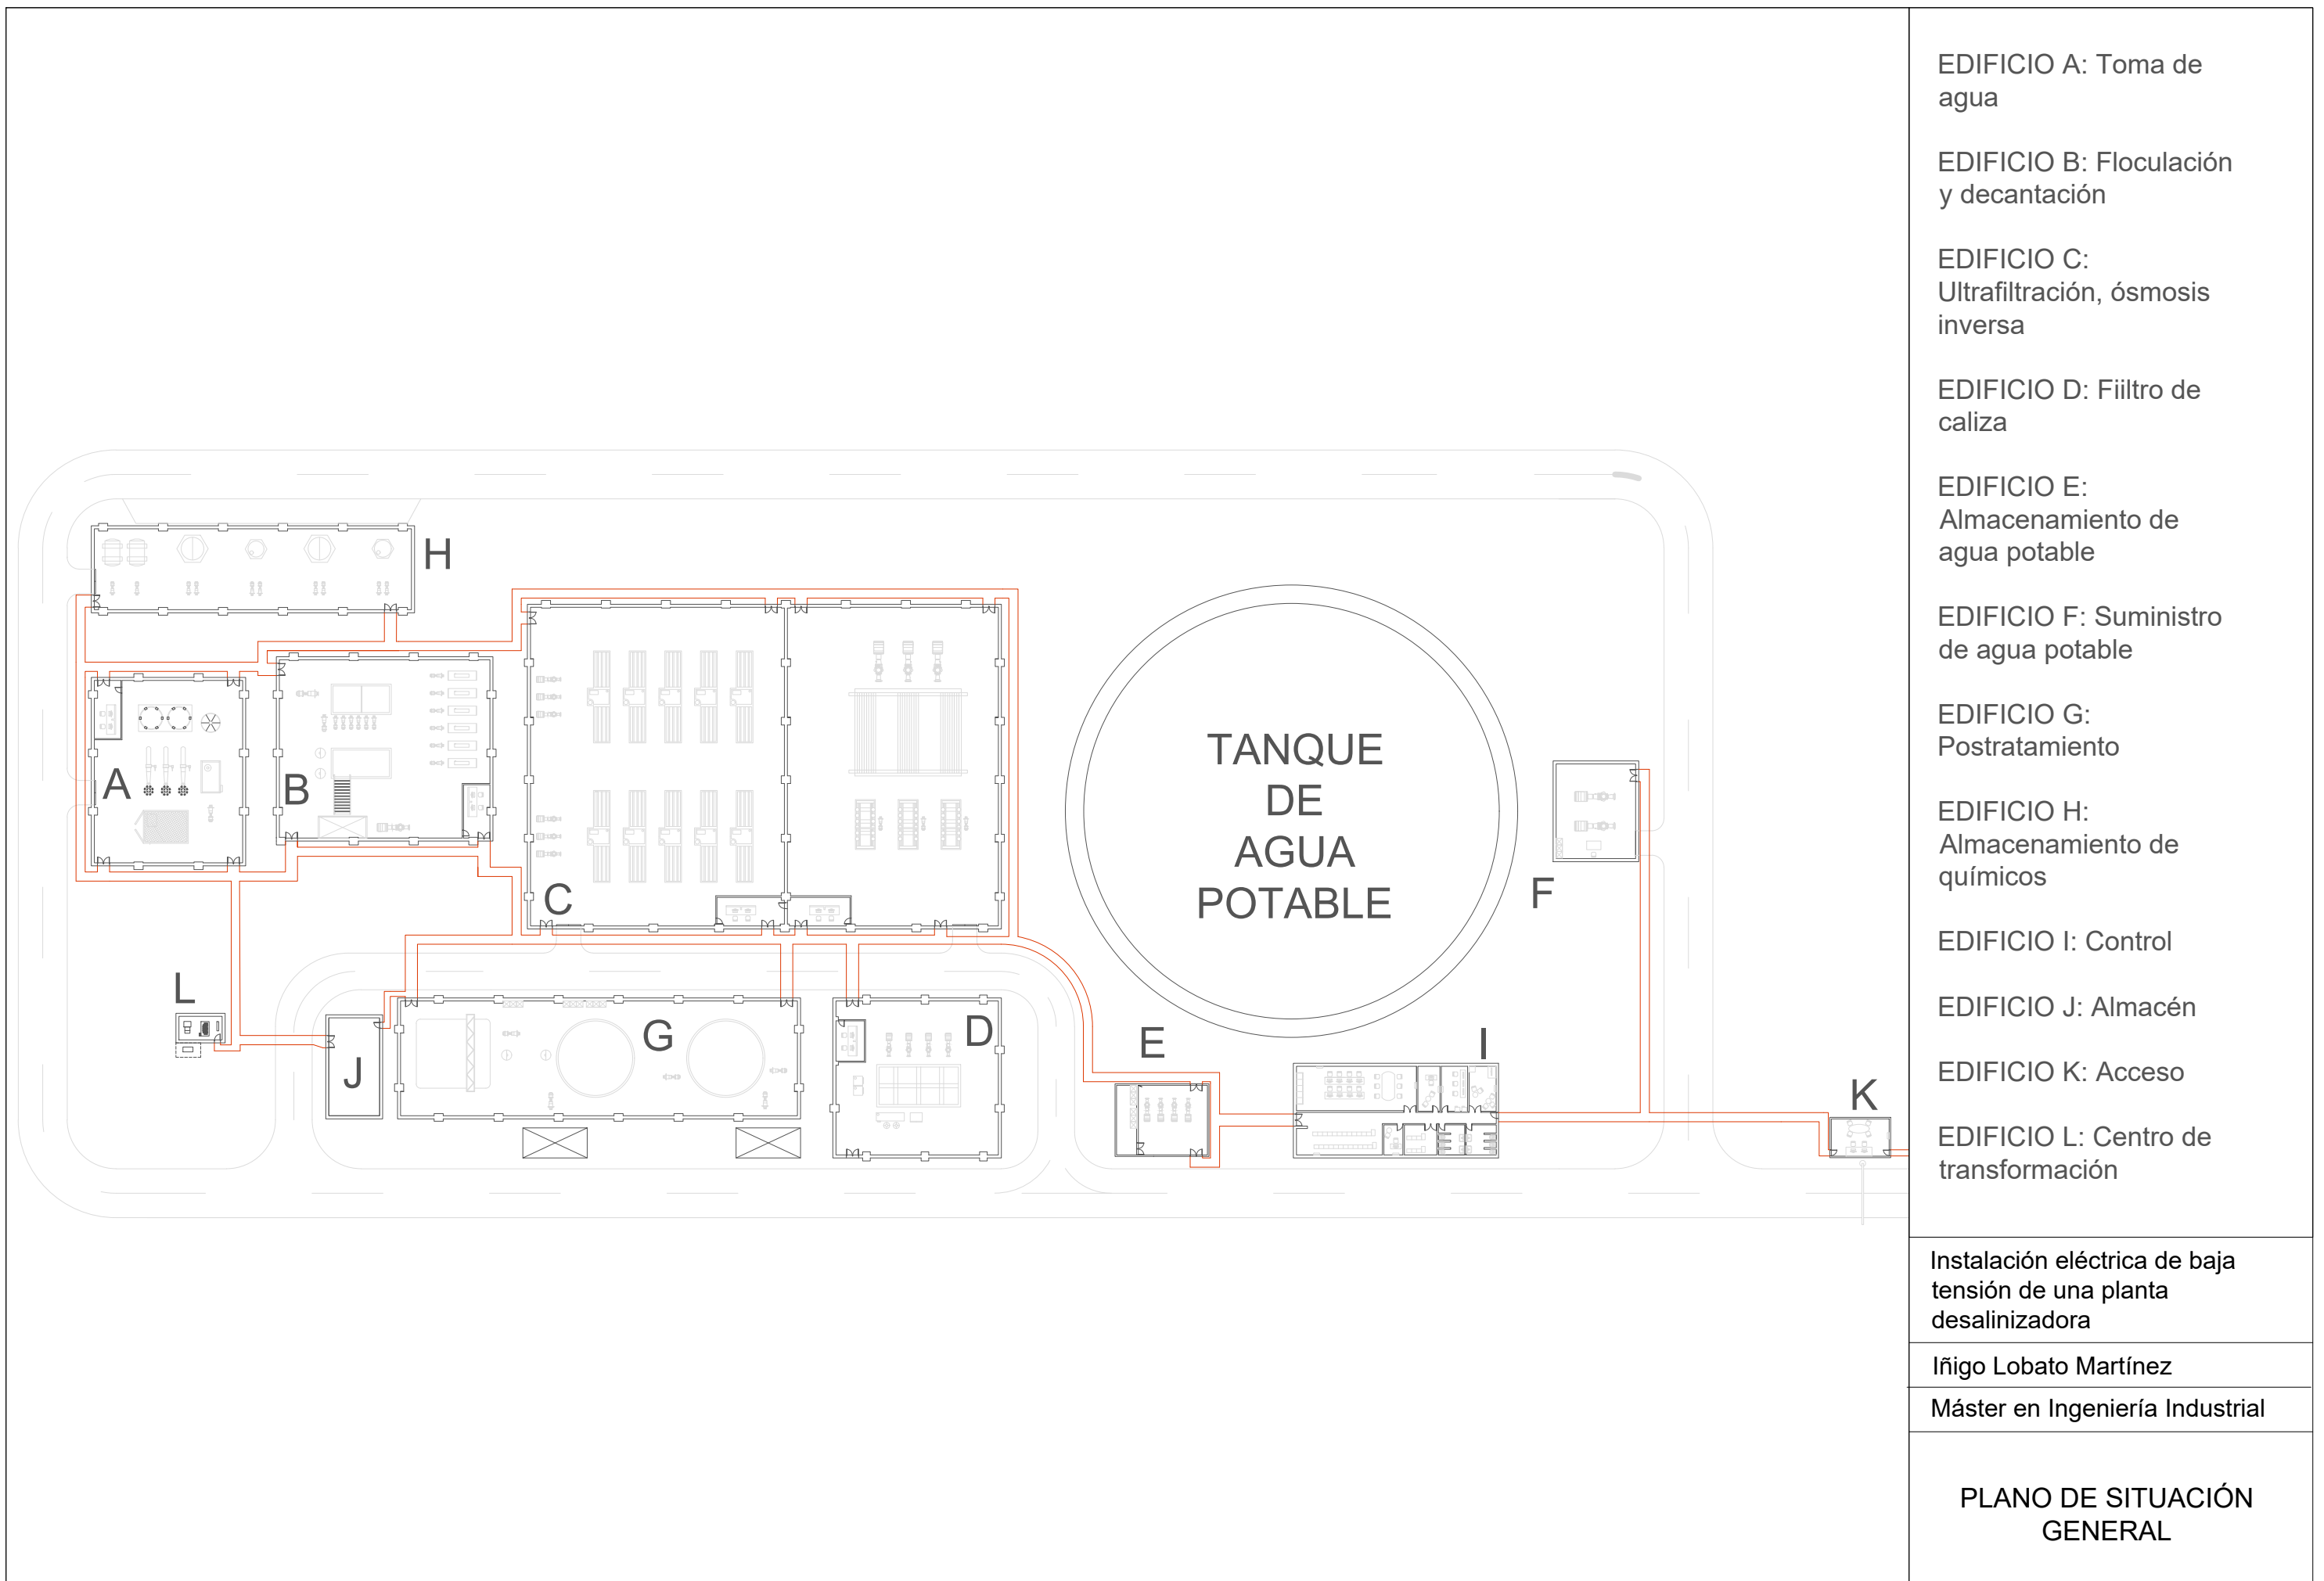 H
A
B
C
L
J
G
D
E
I
F
K
TANQUE
DE
AGUA
POTABLE
EDIFICIO A: Toma de
agua
EDIFICIO B: Floculación
y decantación
EDIFICIO C:
Ultrafiltración, ósmosis
inversa
EDIFICIO D: Fiiltro de
caliza
EDIFICIO E:
Almacenamiento de
agua potable
EDIFICIO F: Suministro
de agua potable
EDIFICIO G:
Postratamiento
EDIFICIO H:
Almacenamiento de
químicos
EDIFICIO I: Control
EDIFICIO J: Almacén
EDIFICIO K: Acceso
EDIFICIO L: Centro de
transformación
Instalación eléctrica de baja
tensión de una planta
desalinizadora
Iñigo Lobato Martínez
Máster en Ingeniería Industrial
PLANO DE SITUACIÓN
GENERAL